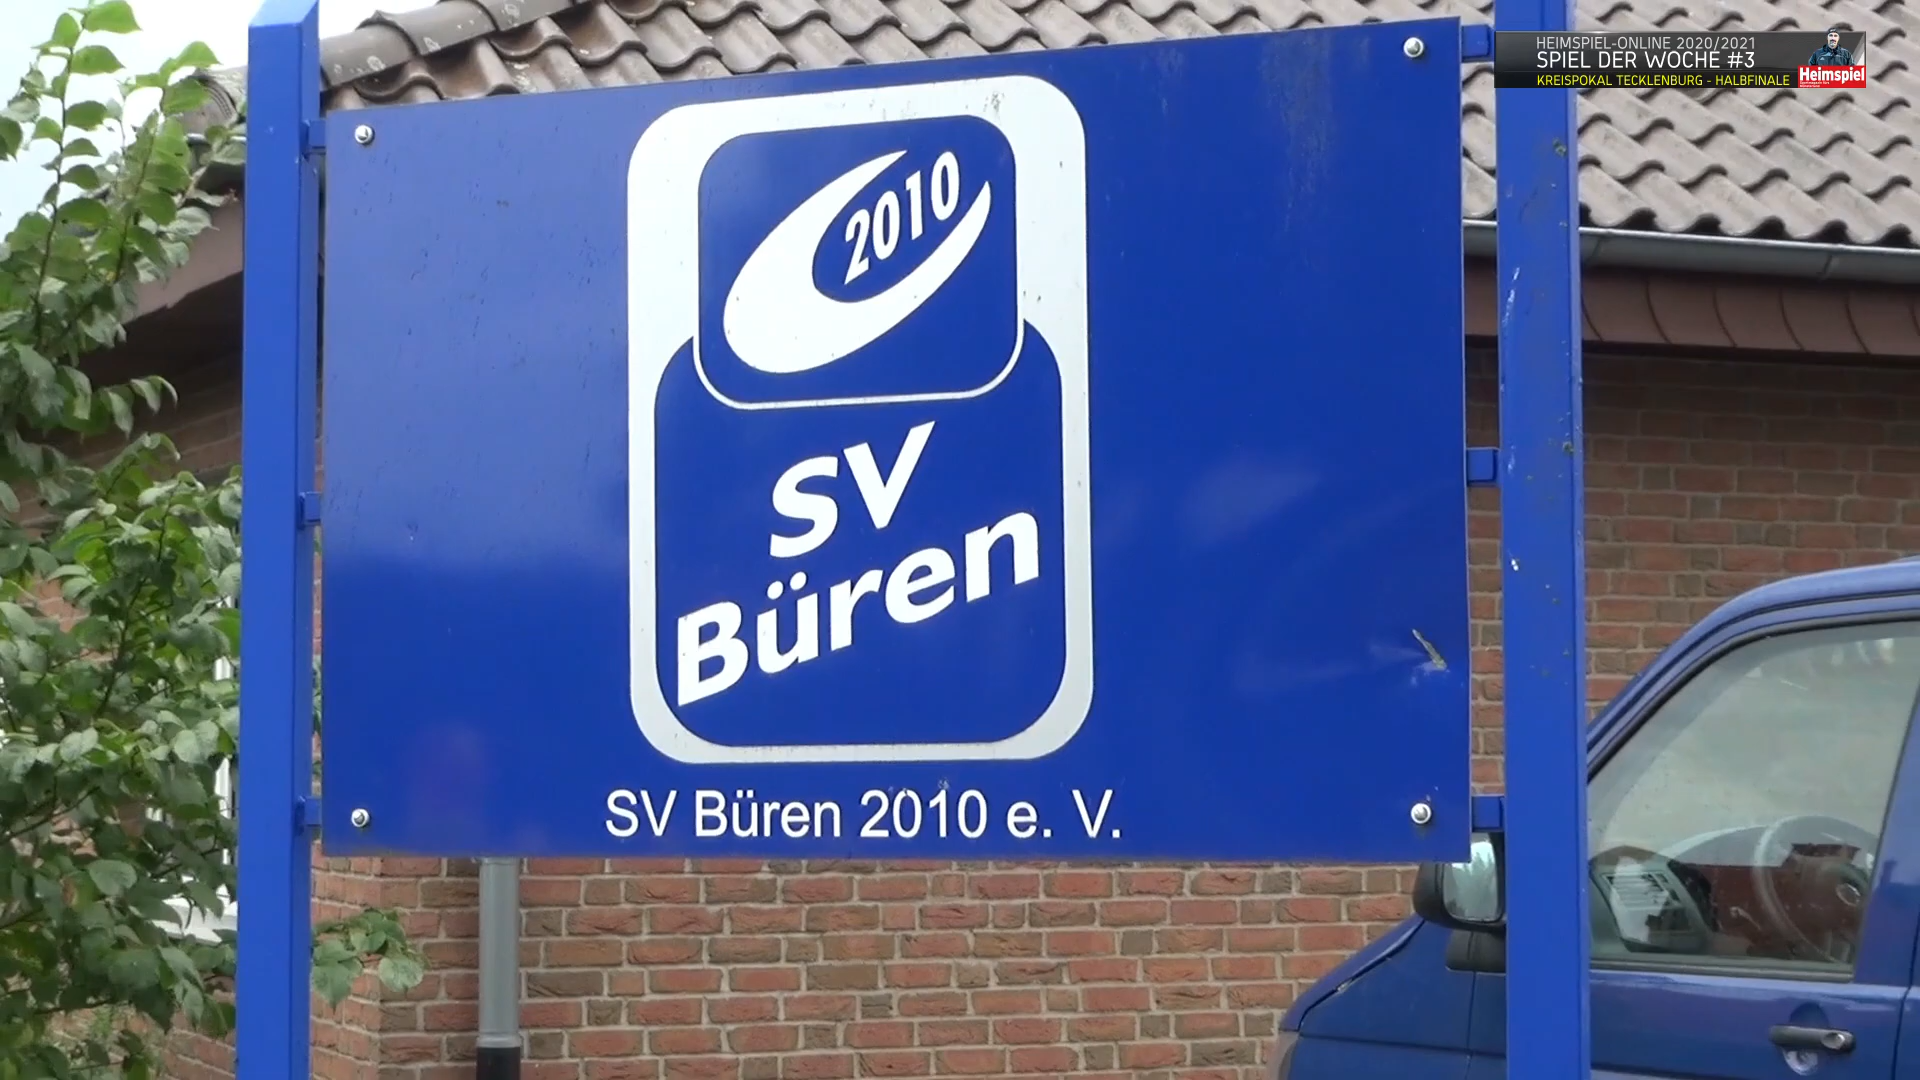 HEIMSPIEL-ONLINE 2020/2021
SPIEL DER WOCHE #3
KREISPOKAL TECKLENBURG - HALBFINALE
Heimspiel
2010
SV
Büren
SV Büren 2010 e. V.